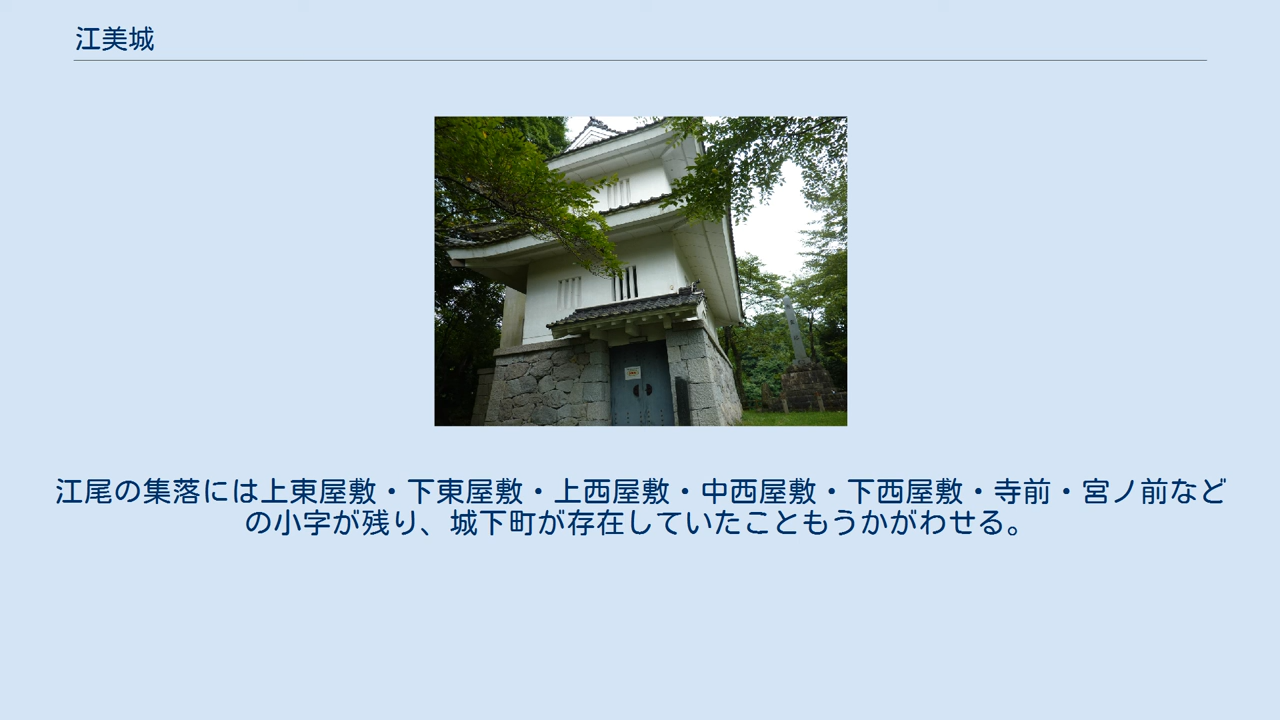 江美城
江尾の集落には上東屋敷・下東屋敷・上西屋敷・中西屋敷・下西屋敷・寺前・宮ノ前など
の小字が残り、城下町が存在していたこともうかがわせる。